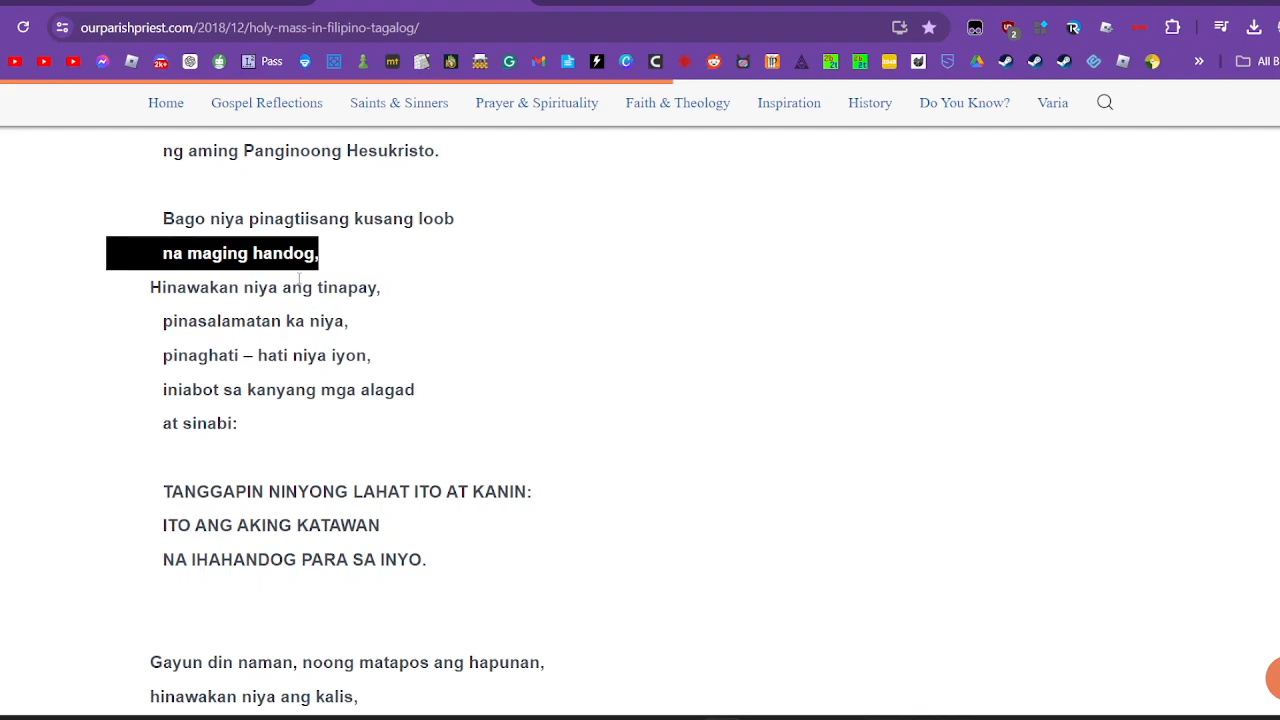 ourparishpriest.com/2018/12/holy-mass-in-filipino-tagalog/
2
2k+ Pass mt All B
Home Gospel Reflections Saints & Sinners Prayer & Spirituality Faith & Theology Inspiration History Do You Know? Varia
ng aming Panginoong Hesukristo.
Bago niya pinagtiisang kusang loob
na maging handog,
Hinawakan niya ang tinapay,
pinasalamatan ka niya,
pinaghati – hati niya iyon,
iniabot sa kanyang mga alagad
at sinabi:
TANGGAPIN NINYONG LAHAT ITO AT KANIN:
ITO ANG AKING KATAWAN
NA IHAHANDOG PARA SA INYO.
Gayun din naman, noong matapos ang hapunan,
hinawakan niya ang kalis,